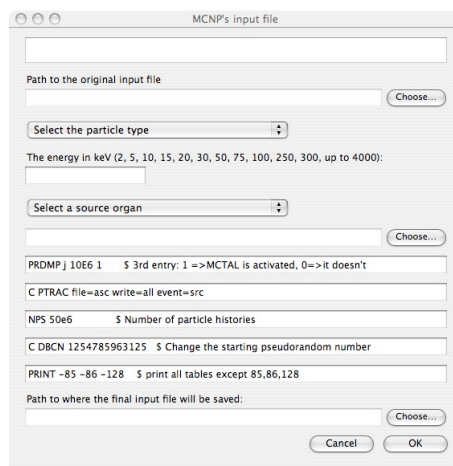 MCNP's input file
Path to the original input file
Choose...
Select the particle type
The energy in keV (2, 5, 10, 15, 20, 30, 50, 75, 100, 250, 300, up to 4000):
Select a source organ
Choose...
PRDMP j 10E6 1 $ 3rd entry: 1 =>MCTAL is activated, 0=>it doesn't
C PTRAC file=asc write=all event=src
NPS 50e6 $ Number of particle histories
C DBCN 1254785963125 $ Change the starting pseudorandom number
PRINT -85 -86 -128 $ print all tables except 85,86,128
Path to where the final input file will be saved:
Choose...
Cancel OK